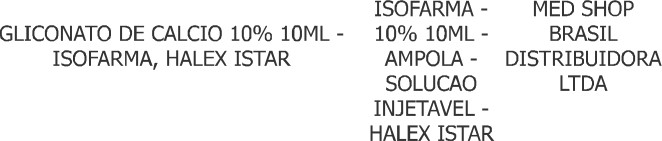 GLICONATO DE CALCIO 10% 10ML -
ISOFARMA, HALEX ISTAR
ISOFARMA -
10% 10ML -
AMPOLA -
SOLUCAO
INJETAVEL -
HALEX ISTAR
MED SHOP
BRASIL
DISTRIBUIDORA
LTDA